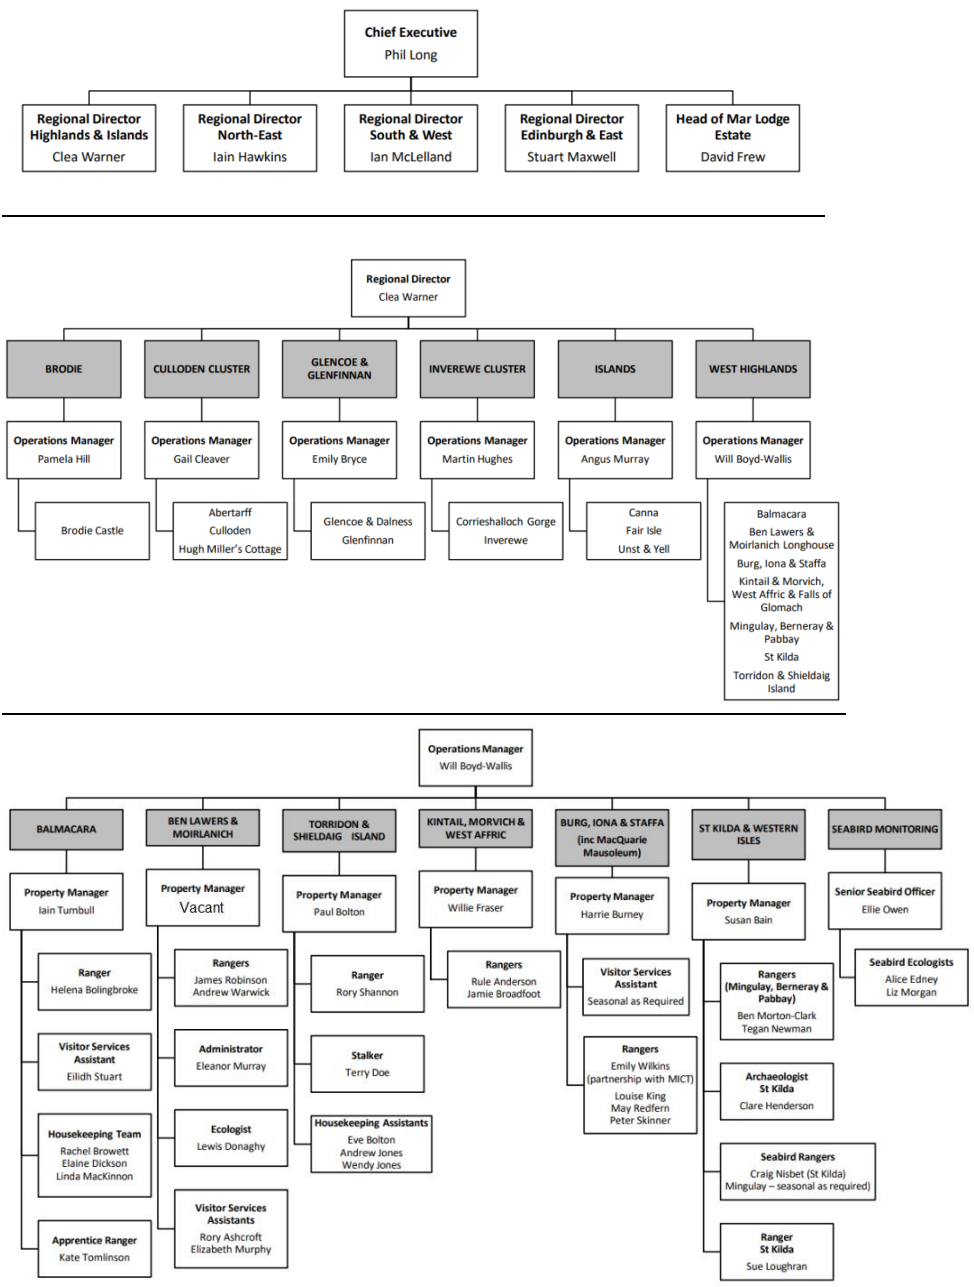 Chief Executive
Phil Long
Regional Director
Highlands & Islands
Clea Warner
Regional Director
North-East
Iain Hawkins
Regional Director
South & West
Ian McLelland
Regional Director
Edinburgh & East
Stuart Maxwell
Head of Mar Lodge
Estate
David Frew
Regional Director
Clea Warner
BRODIE
CULLODEN CLUSTER
GLENCOE &
GLENFINNAN
INVEREWE CLUSTER
ISLANDS
WEST HIGHLANDS
Operations Manager
Pamela Hill
Operations Manager
Gail Cleaver
Operations Manager
Emily Bryce
Operations Manager
Martin Hughes
Operations Manager
Angus Murray
Operations Manager
Will Boyd-Wallis
Brodie Castle
Abertarff
Culloden
Hugh Miller's Cottage
Glencoe & Dalness
Glenfinnan
Corrieshalloch Gorge
Inverewe
Canna
Fair Isle
Unst & Yell
Balmacara
Ben Lawers &
Moirlanich Longhouse
Burg, Iona & Staffa
Kintail & Morvich,
West Affric & Falls of
Glomach
Mingulay, Berneray &
Pabbay
St Kilda
Torridon & Shieldaig
Island
Operations Manager
Will Boyd-Wallis
BALMACARA
BEN LAWERS &
MOIRLANICH
TORRIDON &
SHIELDAIG ISLAND
KINTAIL, MORVICH &
WEST AFFRIC
BURG, IONA & STAFFA
(inc MacQuarie
Mausoleum)
ST KILDA & WESTERN
ISLES
SEABIRD MONITORING
Property Manager
Iain Turnbull
Property Manager
Vacant
Property Manager
Paul Bolton
Property Manager
Willie Fraser
Property Manager
Harrie Burney
Property Manager
Susan Bain
Senior Seabird Officer
Ellie Owen
Ranger
Helena Bolingbroke
Visitor Services
Assistant
Eilidh Stuart
Housekeeping Team
Rachel Browett
Elaine Dickson
Linda MacKinnon
Apprentice Ranger
Kate Tomlinson
Rangers
James Robinson
Andrew Warwick
Administrator
Eleanor Murray
Ecologist
Lewis Donaghy
Visitor Services
Assistants
Rory Ashcroft
Elizabeth Murphy
Ranger
Rory Shannon
Stalker
Terry Doe
Housekeeping Assistants
Eve Bolton
Andrew Jones
Wendy Jones
Rangers
Rule Anderson
Jamie Broadfoot
Visitor Services
Assistant
Seasonal as Required
Rangers
Emily Wilkins
(partnership with MICT)
Louise King
May Redfern
Peter Skinner
Rangers
(Mingulay, Berneray &
Pabbay)
Ben Morton-Clark
Tegan Newman
Archaeologist
St Kilda
Clare Henderson
Seabird Rangers
Craig Nisbet (St Kilda)
Mingulay – seasonal as required)
Ranger
St Kilda
Sue Loughran
Seabird Ecologists
Alice Edney
Liz Morgan